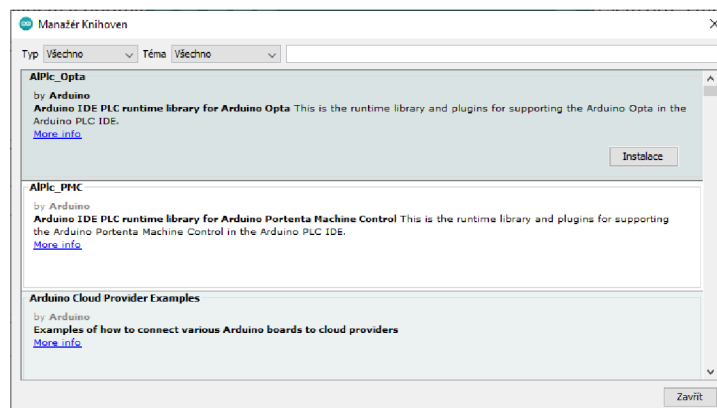 Manažér Knihoven
Typ Všechno Téma Všechno
AIPlc_Opta
by Arduino
Arduino IDE PLC runtime library for Arduino Opta This is the runtime library and plugins for supporting the Arduino Opta in the
Arduino PLC IDE.
More info
Instalace
AIPlc_PMC
by Arduino
Arduino IDE PLC runtime library for Arduino Portenta Machine Control This is the runtime library and plugins for supporting
the Arduino Portenta Machine Control in the Arduino PLC IDE.
More info
Arduino Cloud Provider Examples
by Arduino
Examples of how to connect various Arduino boards to cloud providers
More info
Zavřít